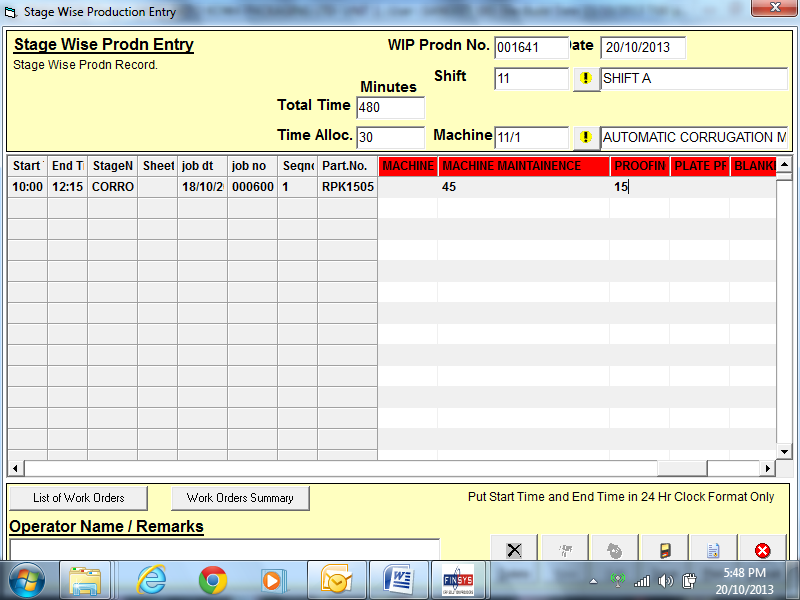 Stage Wise Production Entry
Stage Wise Prodn Entry
WIP Prodn No. 001641 Date 20/10/2013
Stage Wise Prodn Record.
Shift 11 SHIFT A
Minutes
Total Time 480
Time Alloc. 30 Machine 11/1 AUTOMATIC CORRUGATION M
Start End T StageN Sheet job dt job no Seqno Part.No. MACHINE MACHINE MAINTAINENCE PROOFIN PLATE PF BLANK
10:00 12:15 CORRO 18/10/2 000600 1 RPK1505 45 15
List of Work Orders Work Orders Summary Put Start Time and End Time in 24 Hr Clock Format Only
Operator Name / Remarks
FINSYS
5:48 PM
20/10/2013